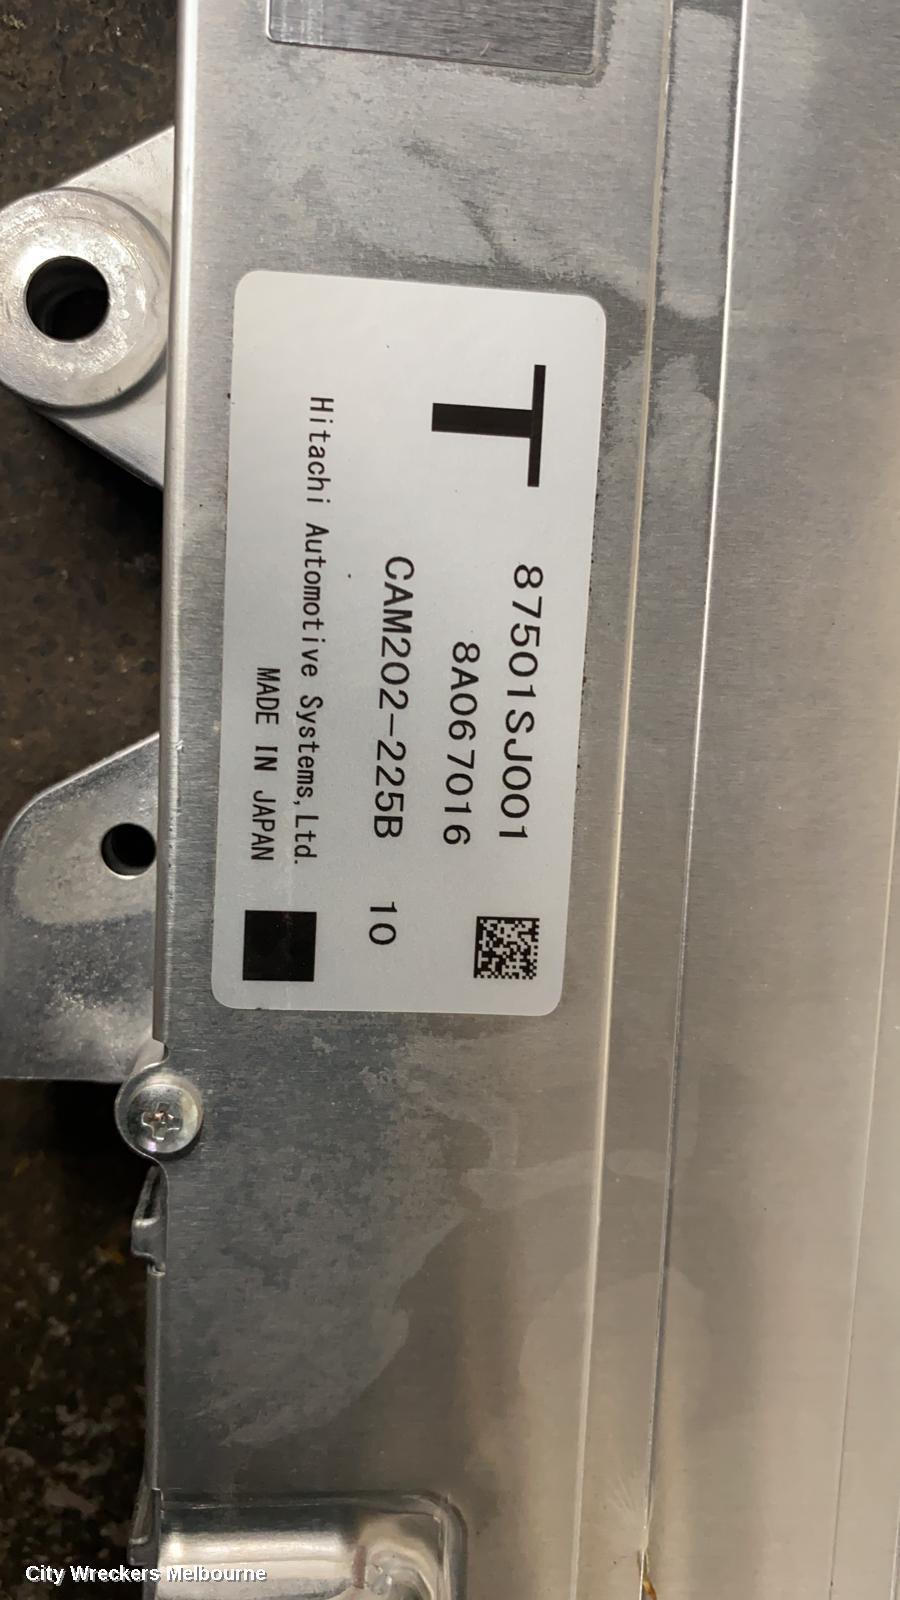 T 87501SJ001
8A067016
CAM202-225B 10
Hitachi Automotive Systems,Ltd.
MADE IN JAPAN
City Wreckers Melbourne